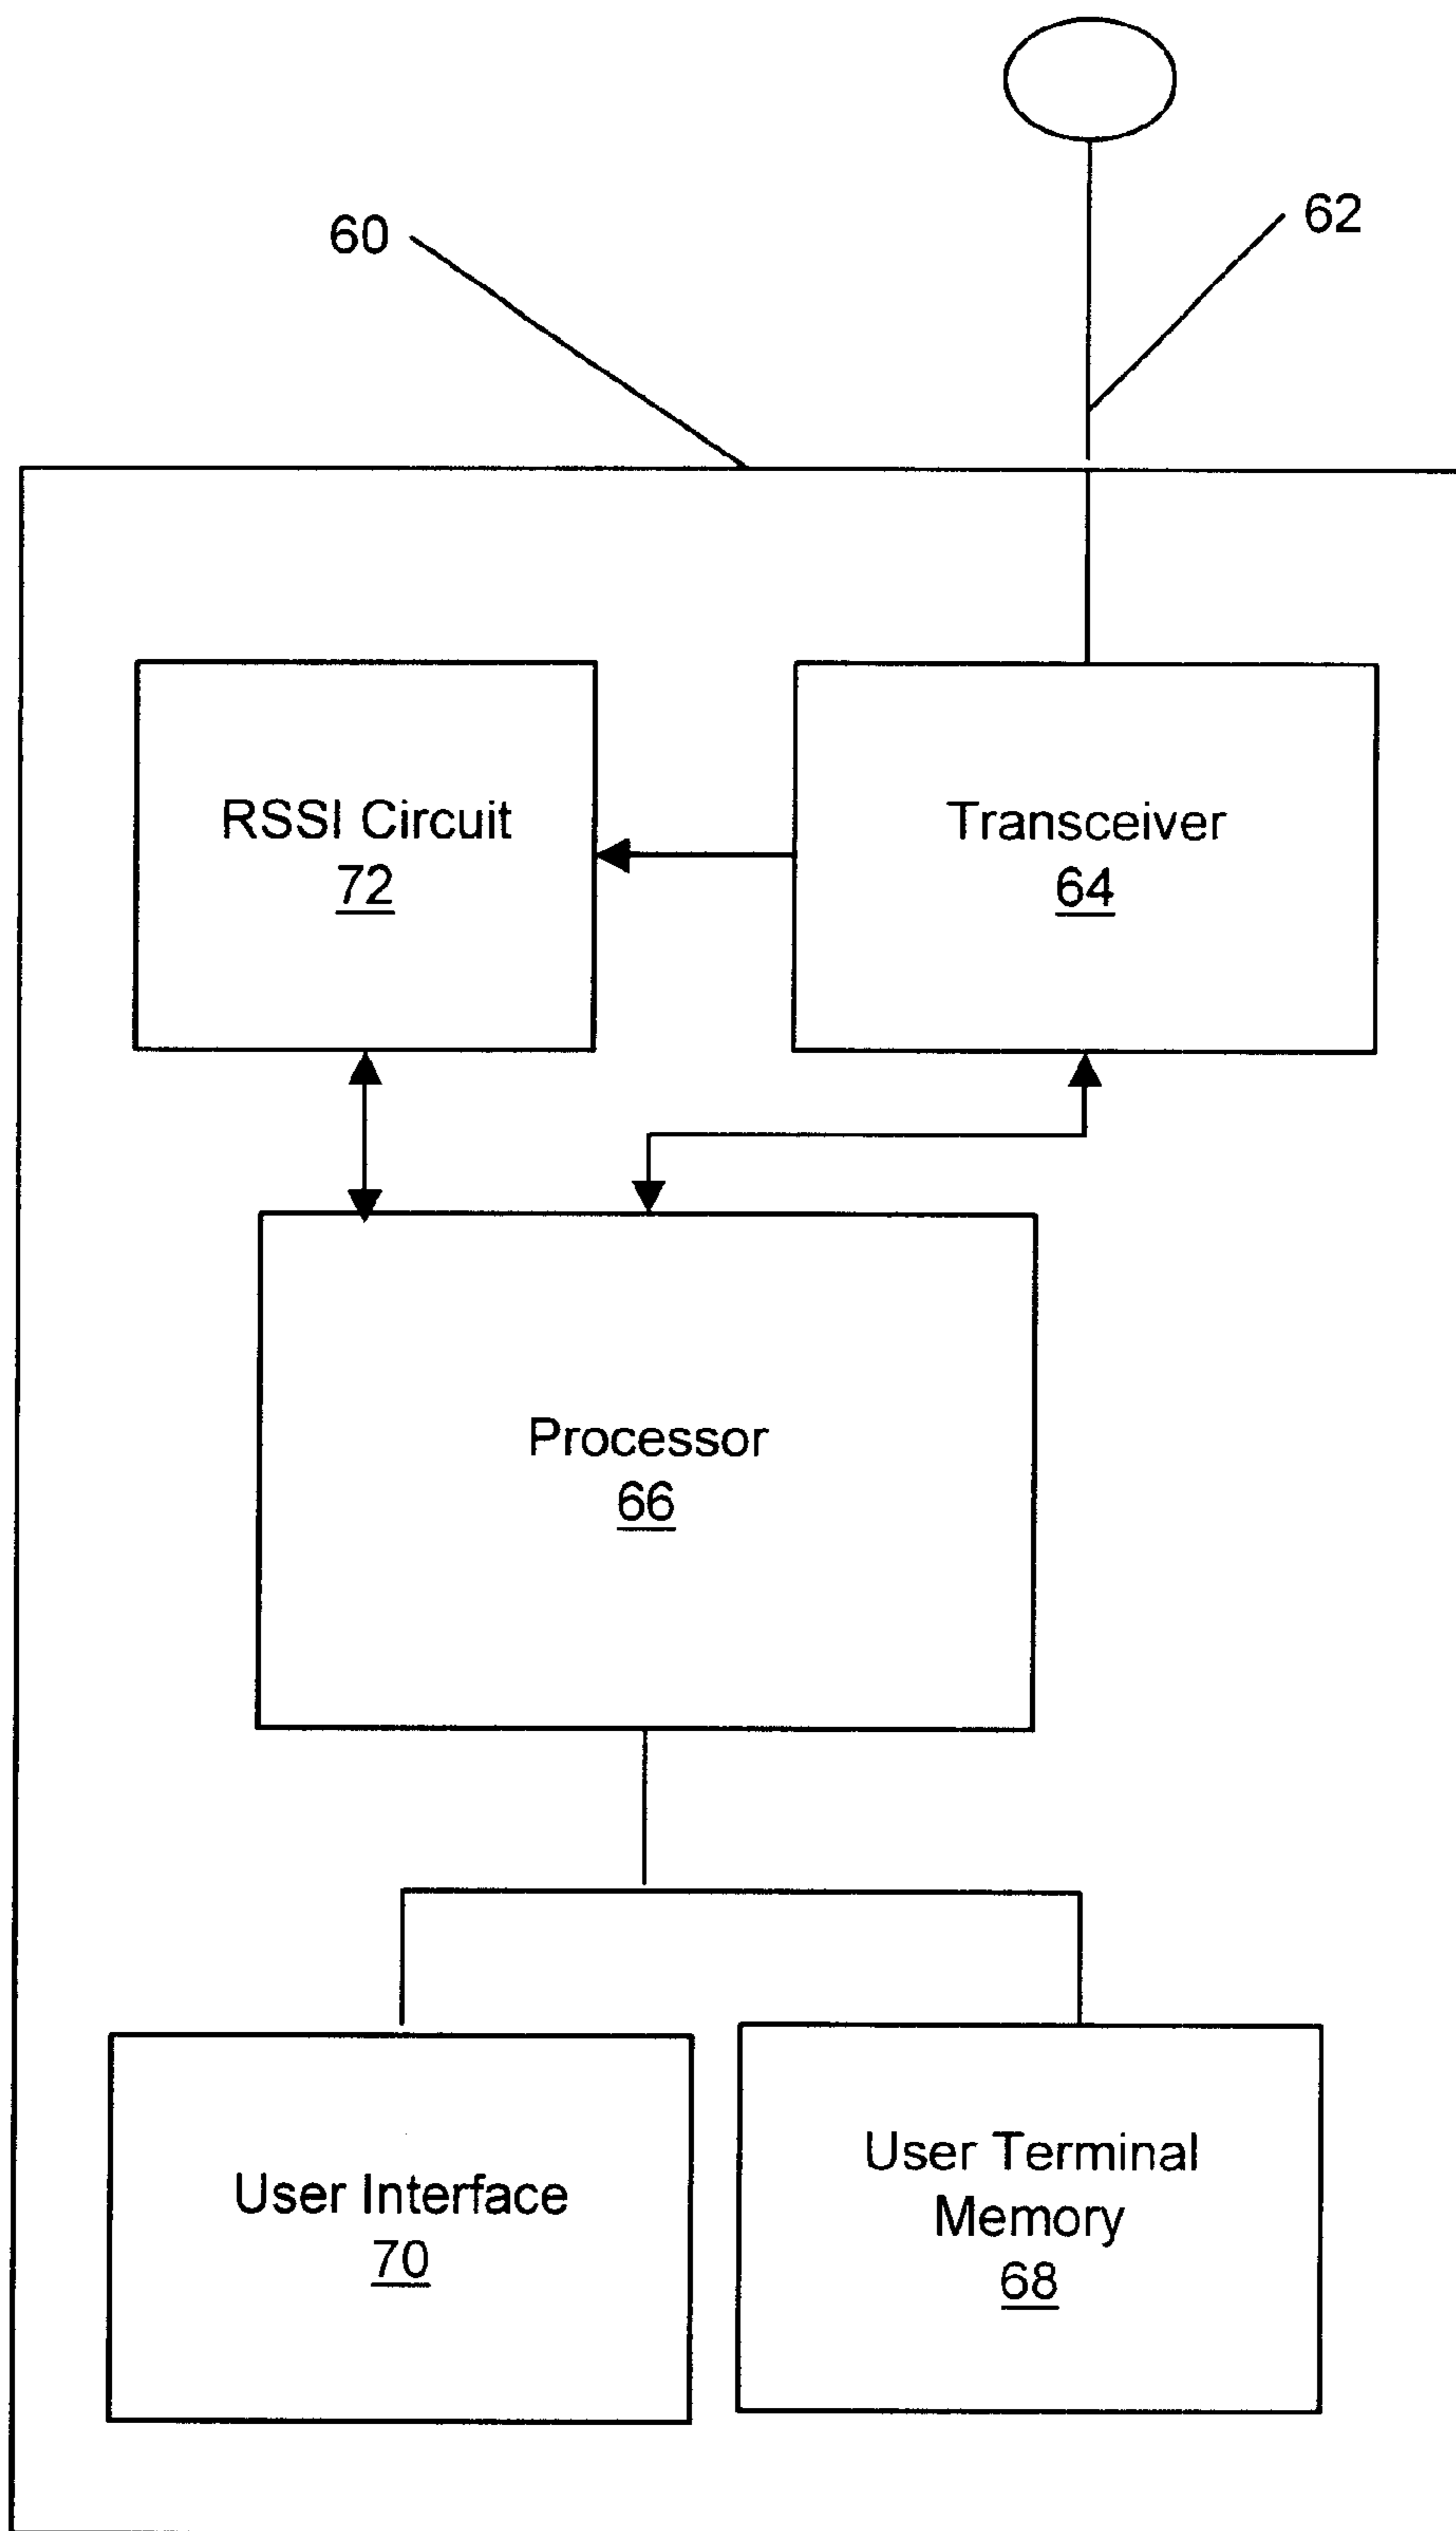 60
62
RSSI Circuit
72
Transceiver
64
Processor
66
User Interface
70
User Terminal
Memory
68